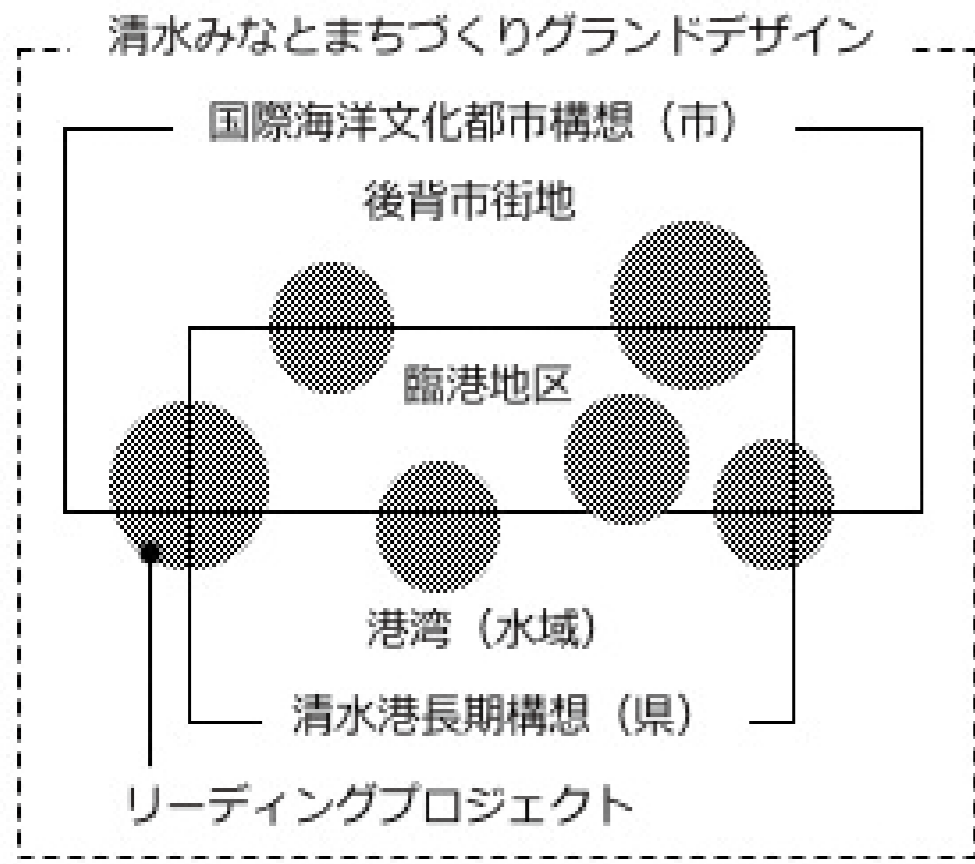 清水みなとまちづくりグランドデザイン
国際海洋文化都市構想（市）
後背市街地
臨港地区
港湾（水域）
清水港長期構想（県）
リーディングプロジェクト